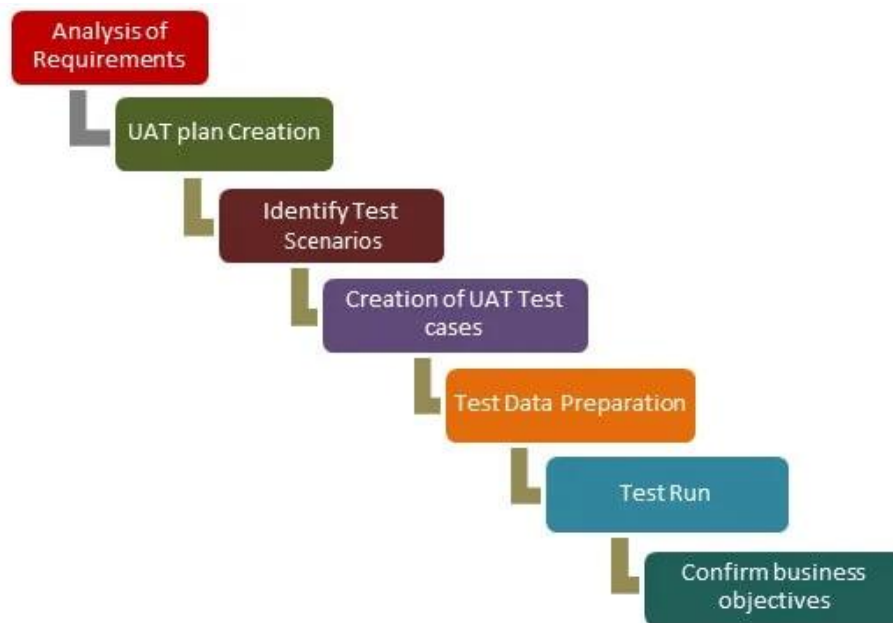 Analysis of
Requirements
UAT plan Creation
Identify Test
Scenarios
Creation of UAT Test
cases
Test Data Preparation
Test Run
Confirm business
objectives